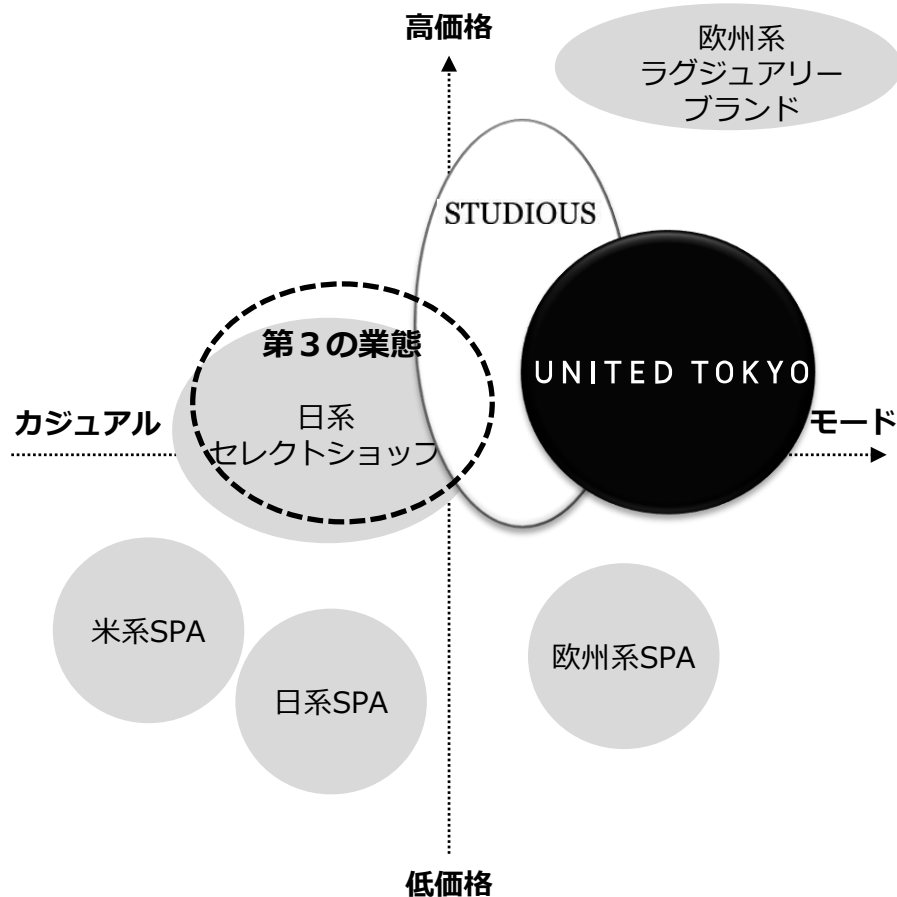 高価格
欧州系
ラグジュアリー
ブランド
STUDIOUS
第３の業態
UNITED TOKYO
カジュアル
日系
セレクトショップ
モード
米系SPA
欧州系SPA
日系SPA
低価格